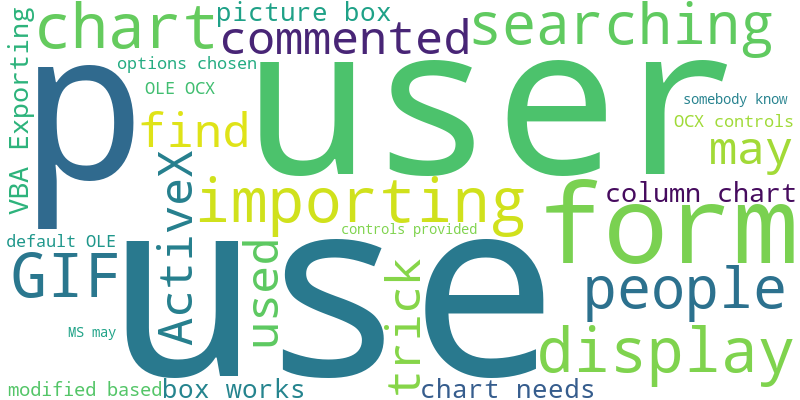 VBA Exporting
chart
picture box
commented
searching
options chosen
OLE OCX
p
user
somebody know
OCX controls
find
may
ActiveX
importing
column chart
form
controls provided
default OLE
GIF
used
use
trick
people
MS may
display
modified based
box works
chart needs